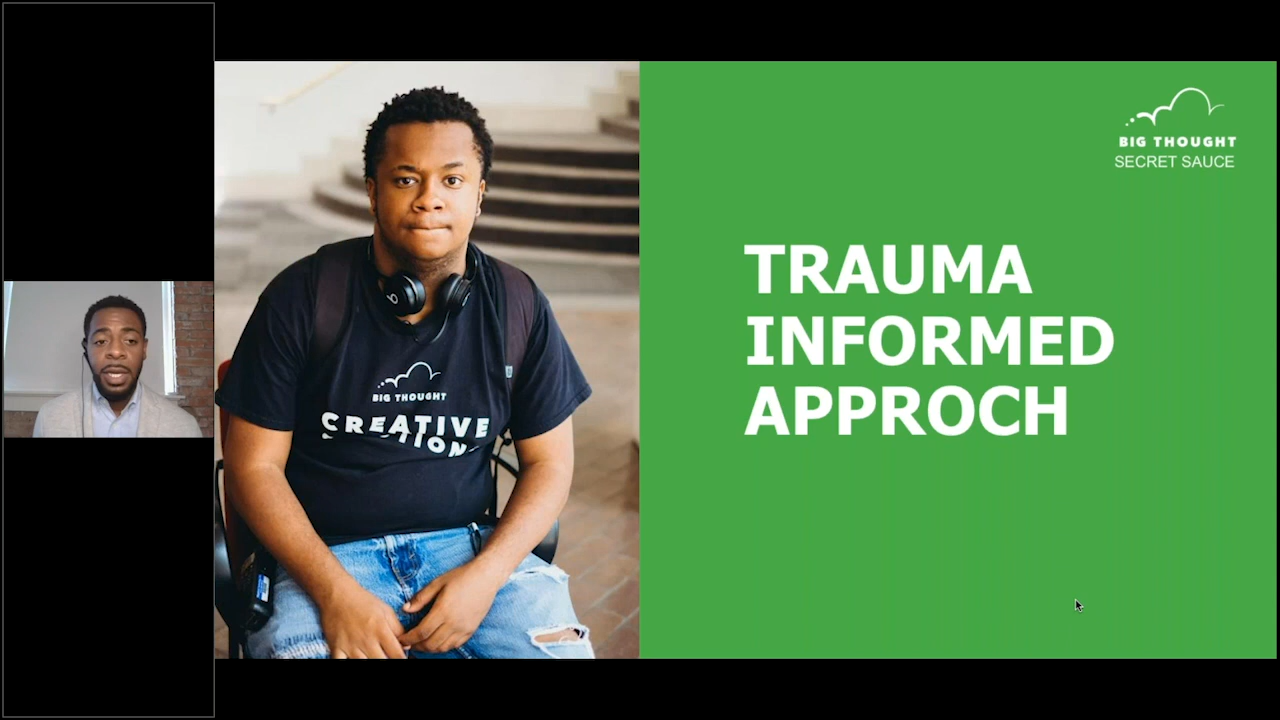 BIG THOUGHT
SECRET SAUCE
TRAUMA
INFORMED
APPROCH
BIG THOUGHT
CREATIVE